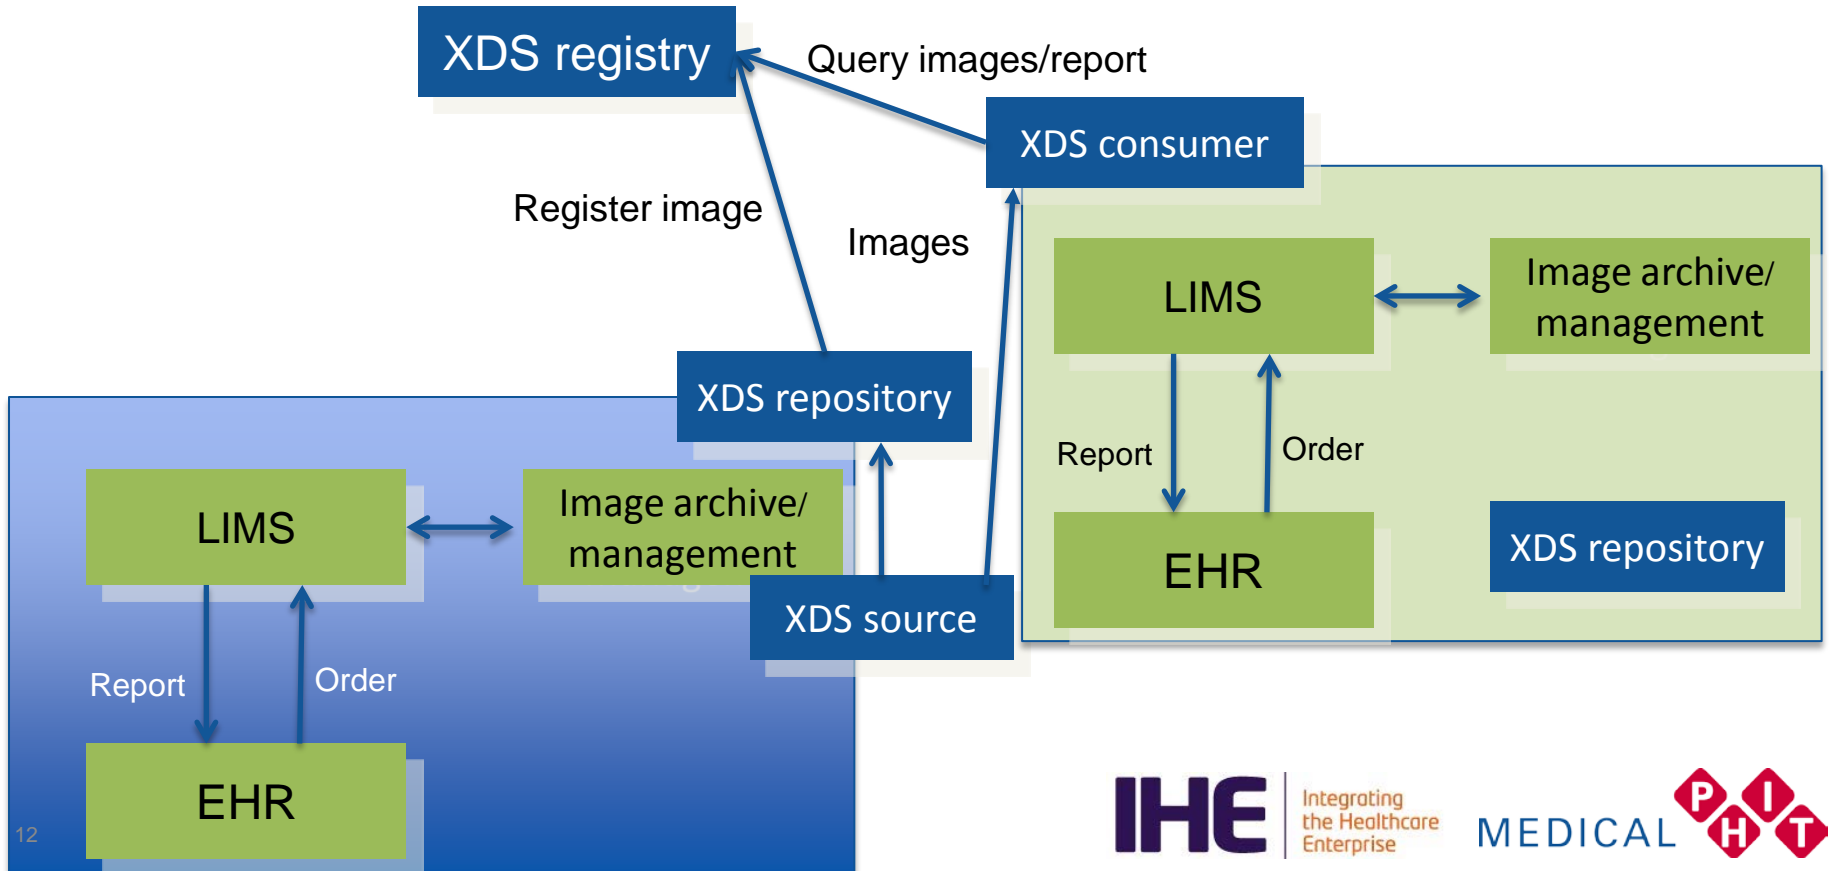 XDS registry
Query images/report
XDS consumer
Register image
Images
LIMS
Image archive/
management
XDS repository
Report
Order
LIMS
Image archive/
management
EHR
XDS repository
XDS source
Report
Order
EHR
12
IHE
Integrating
the Healthcare
Enterprise
MEDICAL
P
I
H
T